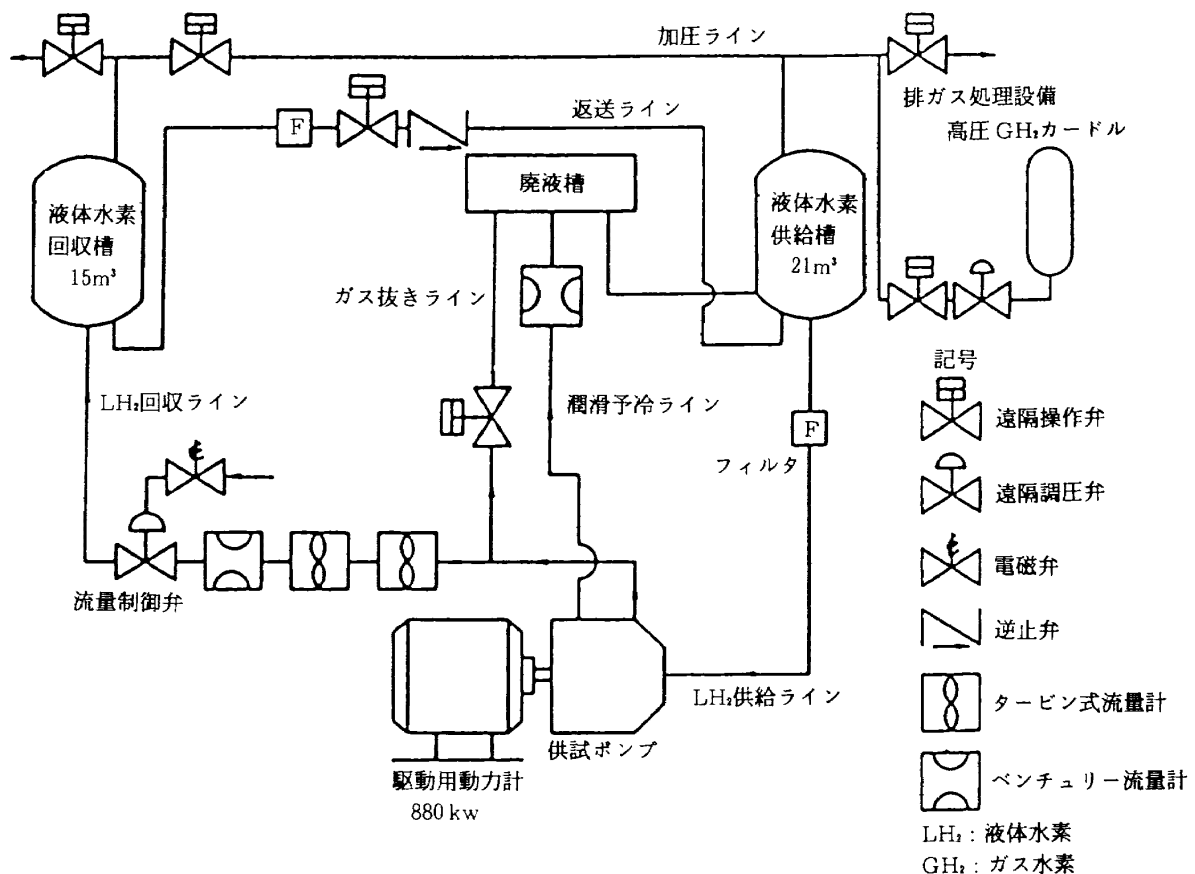 加圧ライン
排ガス処理設備
返送ライン
高圧 GH₂カードル
F
廃液槽
液体水素
回収槽
15m³
液体水素
供給槽
21m³
ガス抜きライン
記号
LH₂回収ライン
潤滑予冷ライン
遠隔操作弁
F
フィルタ
遠隔調圧弁
電磁弁
流量制御弁
逆止弁
LH₂供給ライン
タービン式流量計
供試ポンプ
駆動用動力計
880 kw
ベンチュリー流量計
LH₂：液体水素
GH₂：ガス水素